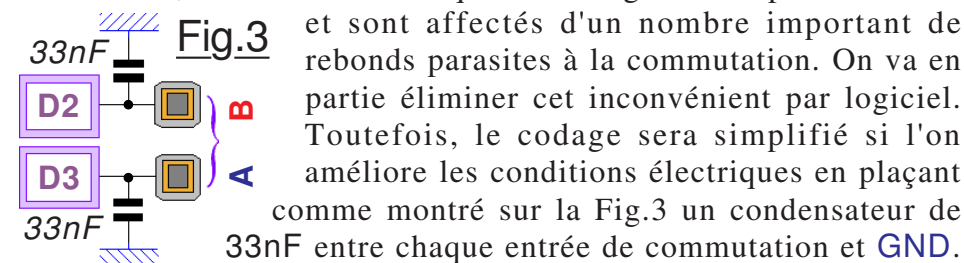 Fig.3
33nF
D2
B
D3
A
33nF
et sont affectés d'un nombre important de
rebonds parasites à la commutation. On va en
partie éliminer cet inconvénient par logiciel.
Toutefois, le codage sera simplifié si l'on
améliore les conditions électriques en plaçant
comme montré sur la Fig.3 un condensateur de
33nF entre chaque entrée de commutation et GND.